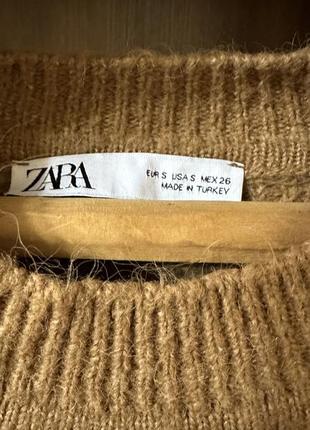 ZARA
EUR S USA S MEX 26
MADE IN TURKEY